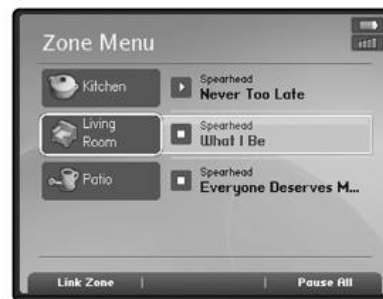 Zone Menu
Kitchen
Spearhead
Never Too Late
Living
Room
Spearhead
What I Be
Patio
Spearhead
Everyone Deserves M...
Link Zone
Pause All